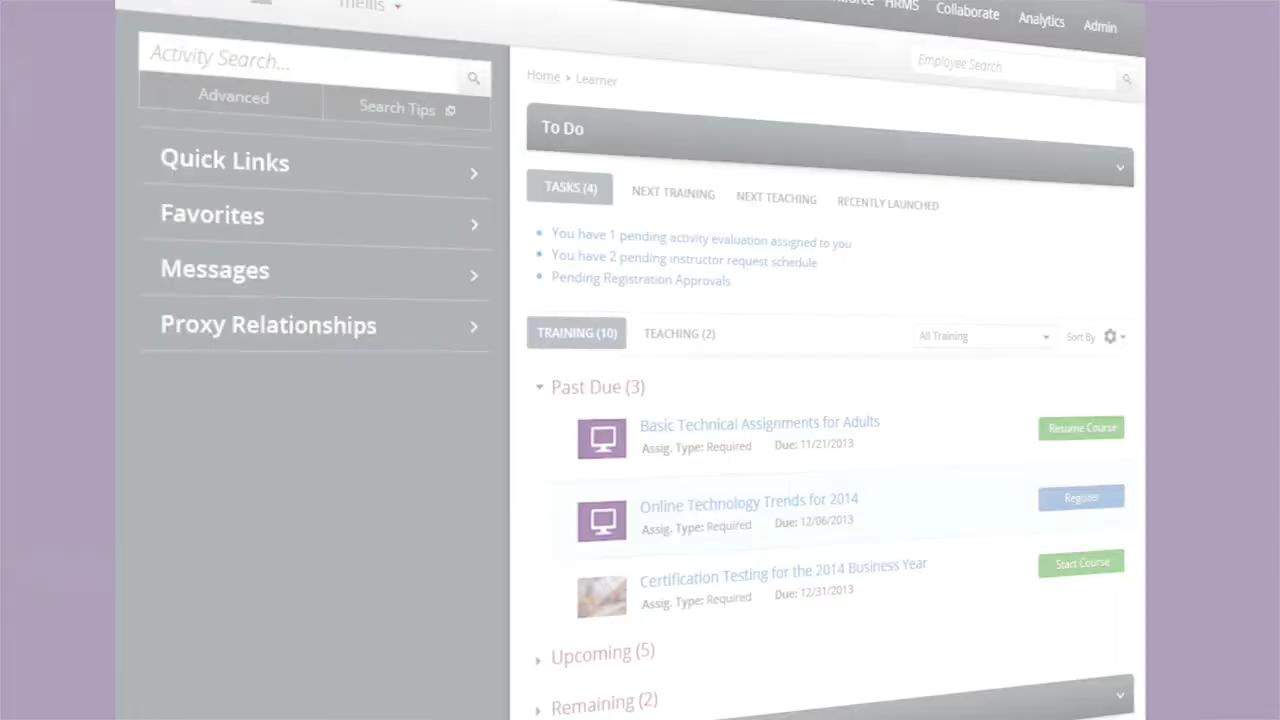 HRMS Collaborate Analytics Admin
Activity Search...
Advanced Search Tips
Quick Links
Favorites
Messages
Proxy Relationships
Employee Search
Home Learner
To Do
TASKS (4) NEXT TRAINING NEXT TEACHING RECENTLY LAUNCHED
You have 1 pending activity evaluation assigned to you
You have 2 pending instructor request schedule
Pending Registration Approvals
TRAINING (10) TEACHING (2) All Training Sort By
Past Due (3)
Basic Technical Assignments for Adults
Assig. Type: Required Due: 11/21/2013
Resume Course
Online Technology Trends for 2014
Assig. Type: Required Due: 12/06/2013
Register
Certification Testing for the 2014 Business Year
Assig. Type: Required Due: 12/31/2013
Start Course
Upcoming (5)
Remaining (2)